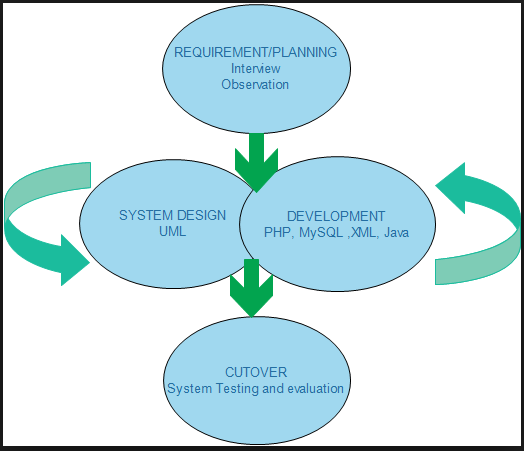 REQUIREMENT/PLANNING
Interview
Observation
SYSTEM DESIGN
UML
DEVELOPMENT
PHP, MySQL ,XML, Java
CUTOVER
System Testing and evaluation